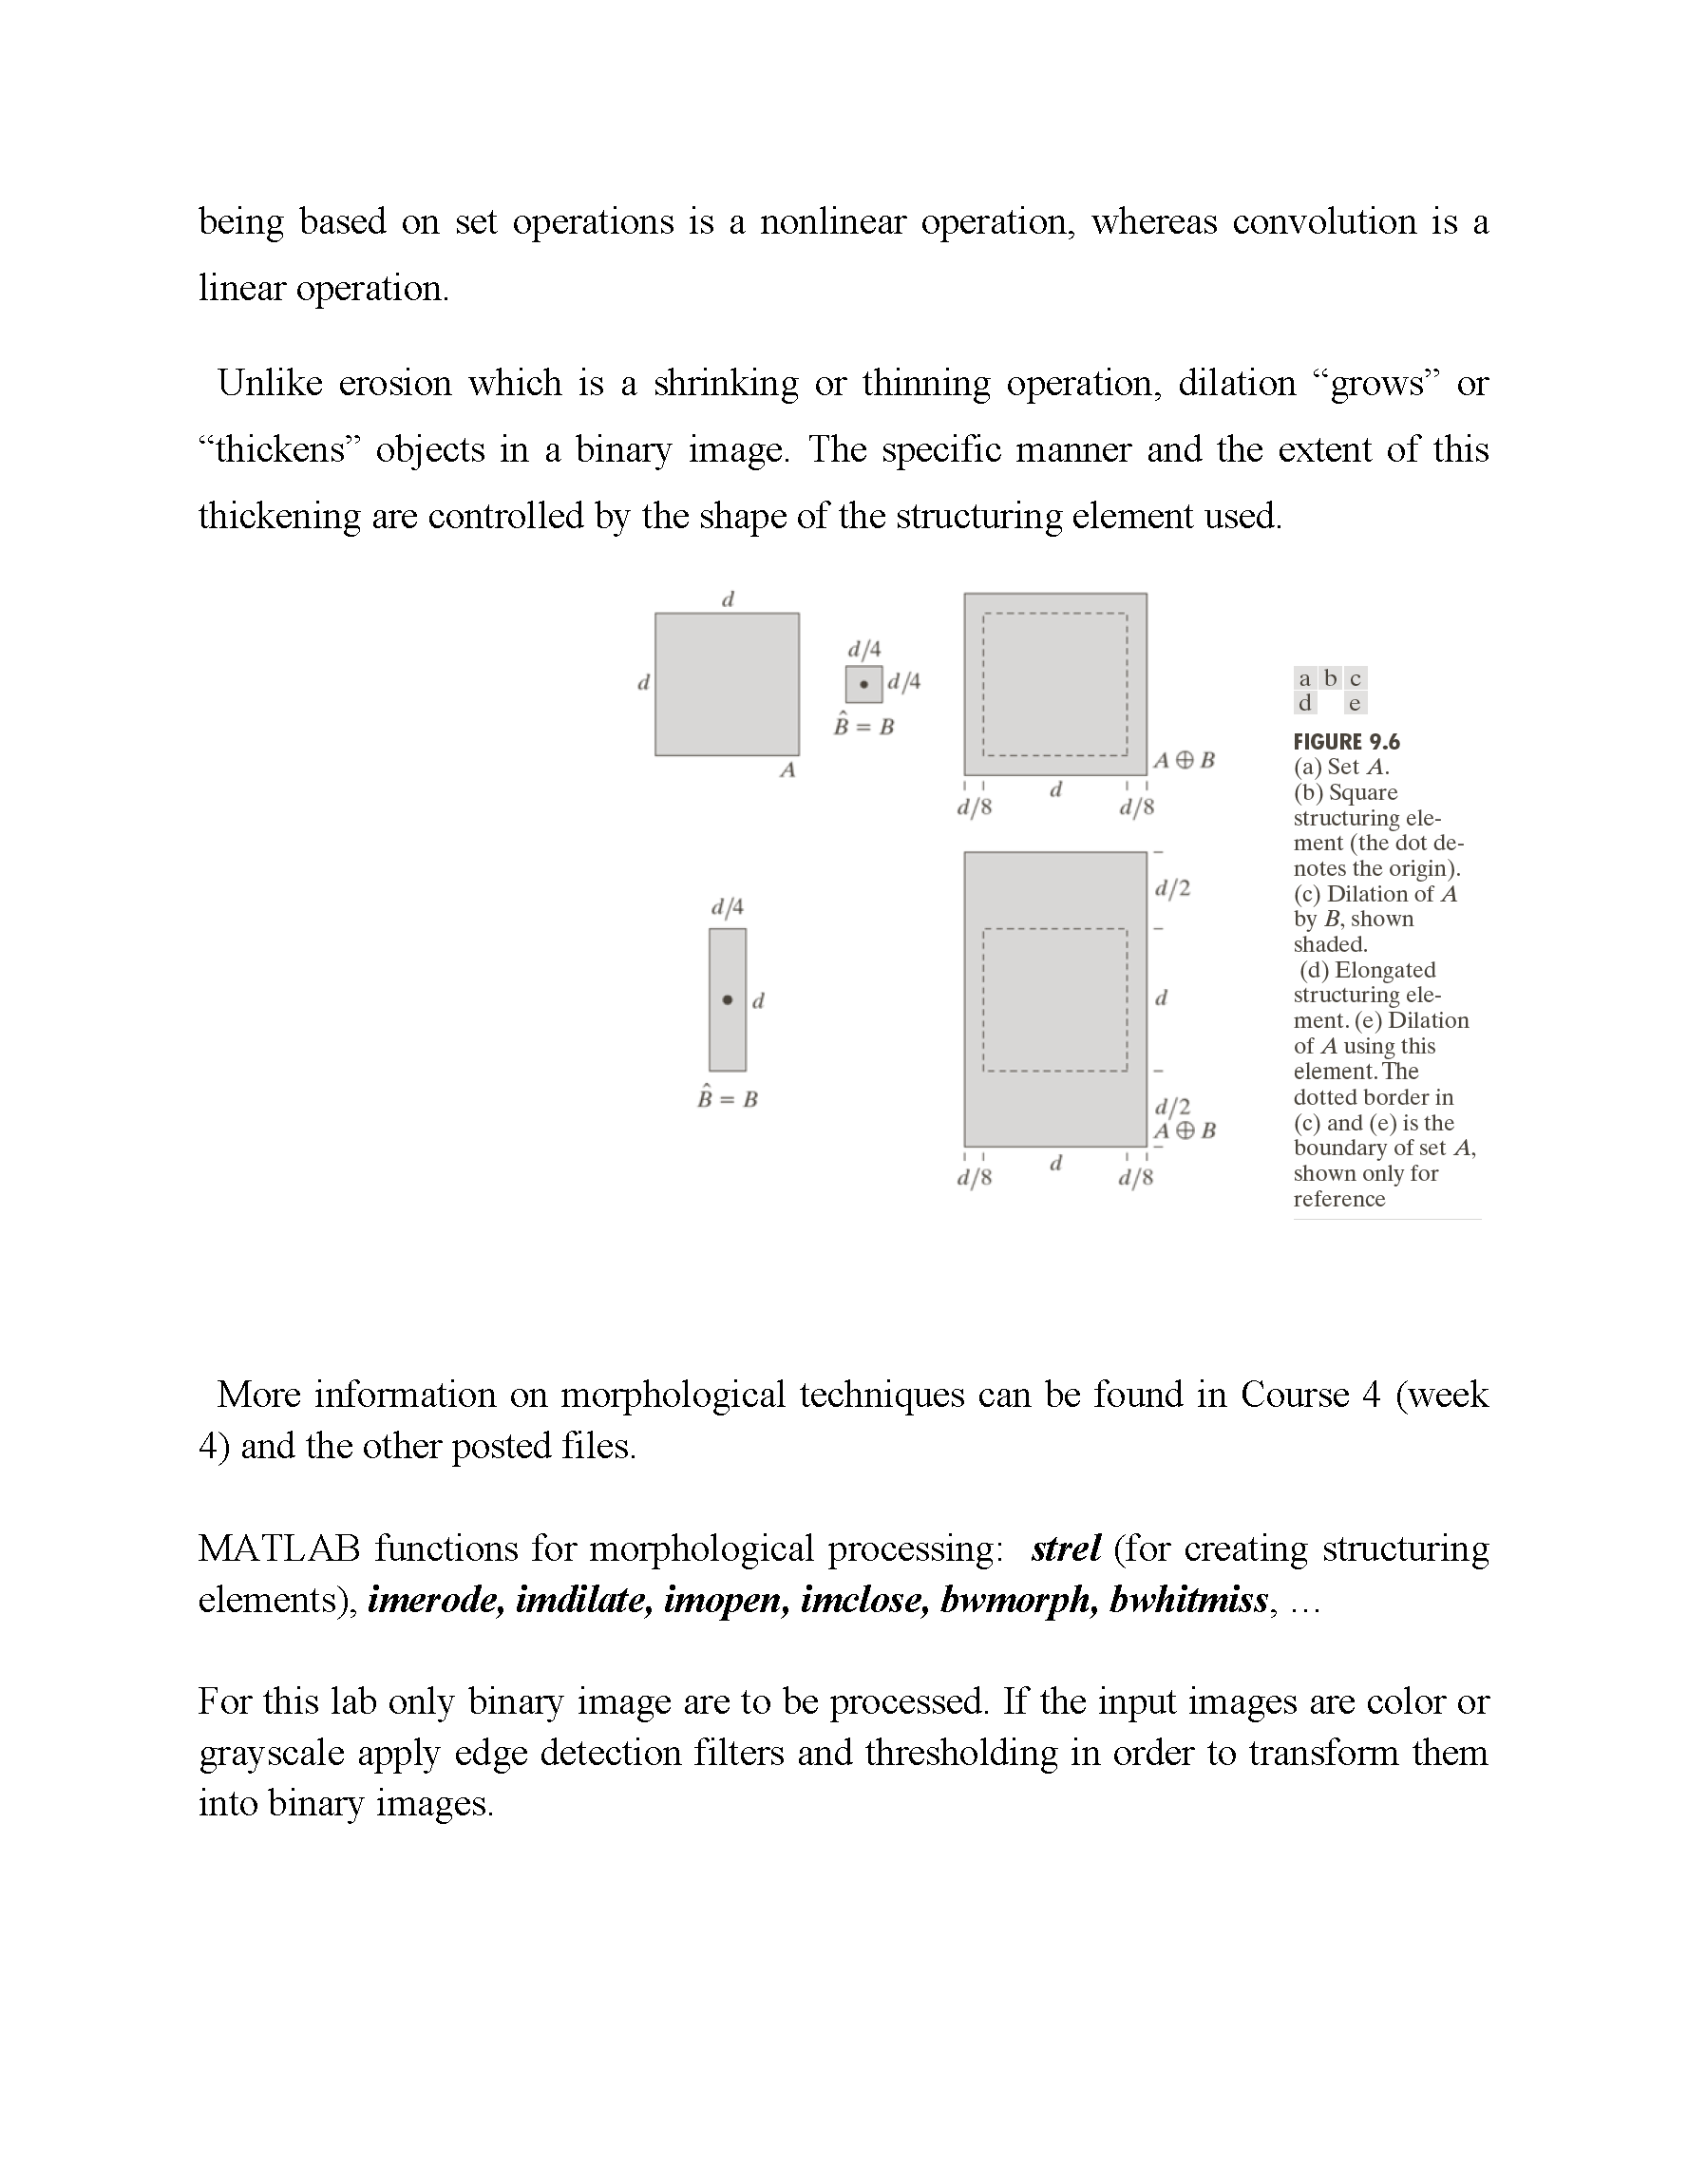 being based on set operations is a nonlinear operation, whereas convolution is a
linear operation.
Unlike erosion which is a shrinking or thinning operation, dilation “grows” or
“thickens” objects in a binary image. The specific manner and the extent of this
thickening are controlled by the shape of the structuring element used.
d
d
A
d/4
d/4
B̂ = B
A ⊕ B
d/8
d
d/8
d/4
d
B̂ = B
d/2
d
d/2
A ⊕ B
d/8
d
d/8
a b c
d e
FIGURE 9.6
(a) Set A.
(b) Square
structuring ele-
ment (the dot de-
notes the origin).
(c) Dilation of A
by B, shown
shaded.
(d) Elongated
structuring ele-
ment. (e) Dilation
of A using this
element. The
dotted border in
(c) and (e) is the
boundary of set A,
shown only for
reference
More information on morphological techniques can be found in Course 4 (week
4) and the other posted files.
MATLAB functions for morphological processing: strel (for creating structuring
elements), imerode, imdilate, imopen, imclose, bwmorph, bwhitmiss, …
For this lab only binary image are to be processed. If the input images are color or
grayscale apply edge detection filters and thresholding in order to transform them
into binary images.